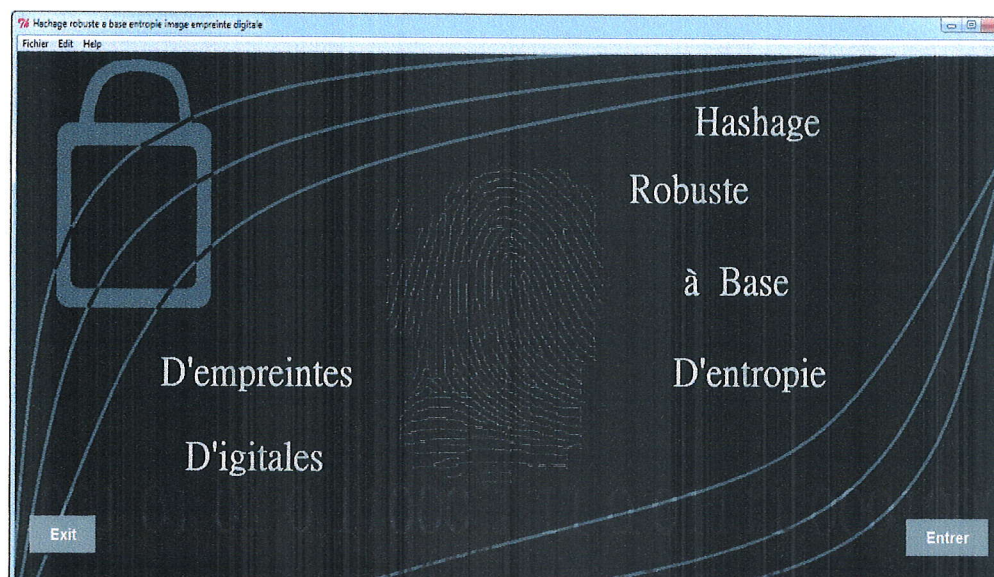 Hachage robuste a base entropie image empreinte digitale
Fichier Edit Help
Hashage
Robuste
à Base
D'empreintes
D'entropie
D'igitales
Exit
Entrer